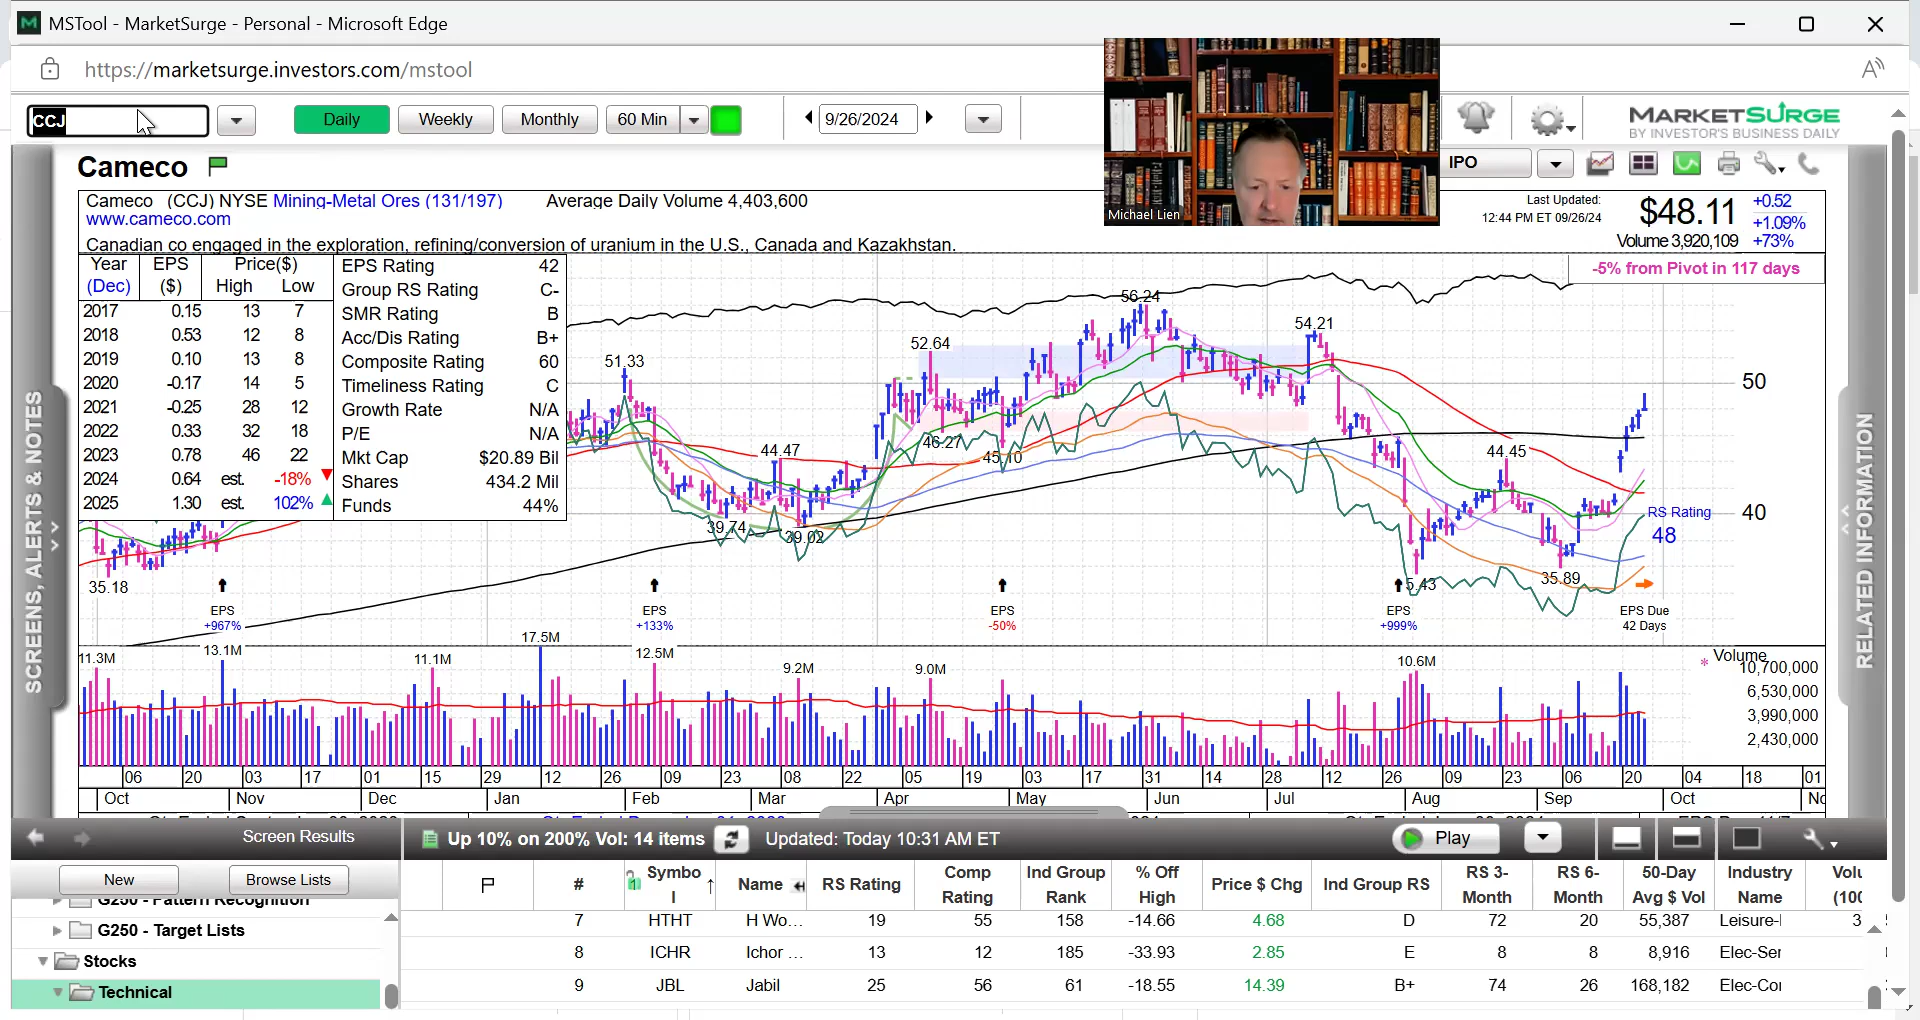 MSTool - MarketSurge - Personal - Microsoft Edge
https://marketsurge.investors.com/mstool
CCJ
Daily
Weekly
Monthly
60 Min
9/26/2024
MARKETSURGE
BY INVESTOR'S BUSINESS DAILY
Michael Lien
IPO
Cameco
Cameco (CCJ) NYSE Mining-Metal Ores (131/197) Average Daily Volume 4,403,600
www.cameco.com
Canadian co engaged in the exploration, refining/conversion of uranium in the U.S., Canada and Kazakhstan.
Last Updated:
12:44 PM ET 09/26/24
$48.11
+0.52
+1.09%
Volume 3,920,109 +73%
-5% from Pivot in 117 days
Year EPS Price($)
(Dec) ($) High Low
2017 0.15 13 7
2018 0.53 12 8
2019 0.10 13 8
2020 -0.17 14 5
2021 -0.25 28 12
2022 0.33 32 18
2023 0.78 46 22
2024 0.64 est. -18%
2025 1.30 est. 102%
EPS Rating 42
Group RS Rating C-
SMR Rating B
Acc/Dis Rating B+
Composite Rating 60
Timeliness Rating C
Growth Rate N/A
P/E N/A
Mkt Cap $20.89 Bil
Shares 434.2 Mil
Funds 44%
56.24
54.21
52.64
51.33
50
46.27
45.10
44.47
44.45
40
39.74
39.02
35.89
5.43
35.18
RS Rating
48
EPS
+967%
EPS
+133%
EPS
-50%
EPS
+999%
EPS Due
42 Days
11.3M
13.1M
11.1M
17.5M
12.5M
9.2M
9.0M
10.6M
Volume
10,700,000
6,530,000
3,990,000
2,430,000
06 20 03 17 01 15 29 12 26 09 23 08 22 05 19 03 17 31 14 28 12 26 09 23 06 20 04 18 01
Oct Nov Dec Jan Feb Mar Apr May Jun Jul Aug Sep Oct
SCREENS, ALERTS & NOTES
RELATED INFORMATION
Screen Results
Up 10% on 200% Vol: 14 items
Updated: Today 10:31 AM ET
Play
New
Browse Lists
G250 - Pattern Recognition
G250 - Target Lists
Stocks
Technical
# Symbol Name RS Rating Comp Rating Ind Group Rank % Off High Price $ Chg Ind Group RS RS 3-Month RS 6-Month 50-Day Avg $ Vol Industry Name
7 HTHT H Wo... 19 55 158 -14.66 4.68 D 72 20 55,387 Leisure-
8 ICHR Ichor ... 13 12 185 -33.93 2.85 E 8 8 8,916 Elec-Ser
9 JBL Jabil 25 56 61 -18.55 14.39 B+ 74 26 168,182 Elec-Cor